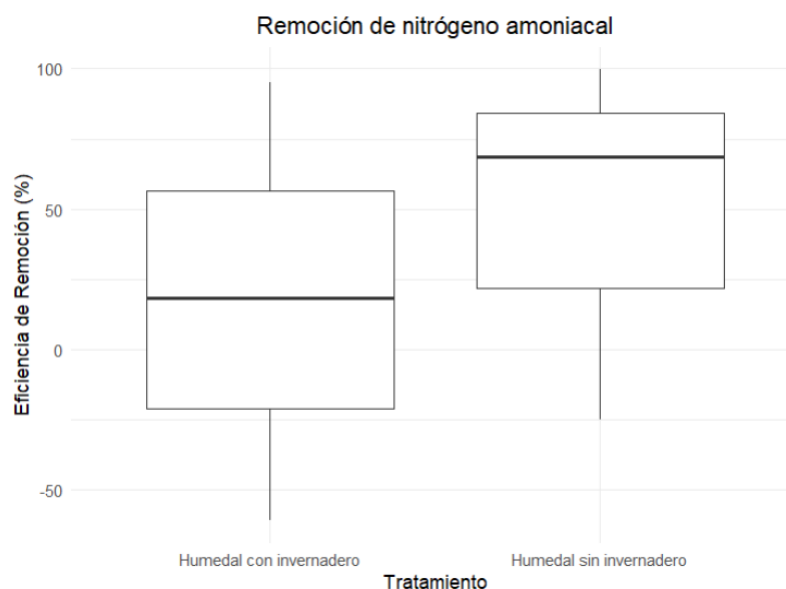 Remoción de nitrógeno amoniacal
100
50
0
-50
Eficiencia de Remoción (%)
Humedal con invernadero
Humedal sin invernadero
Tratamiento